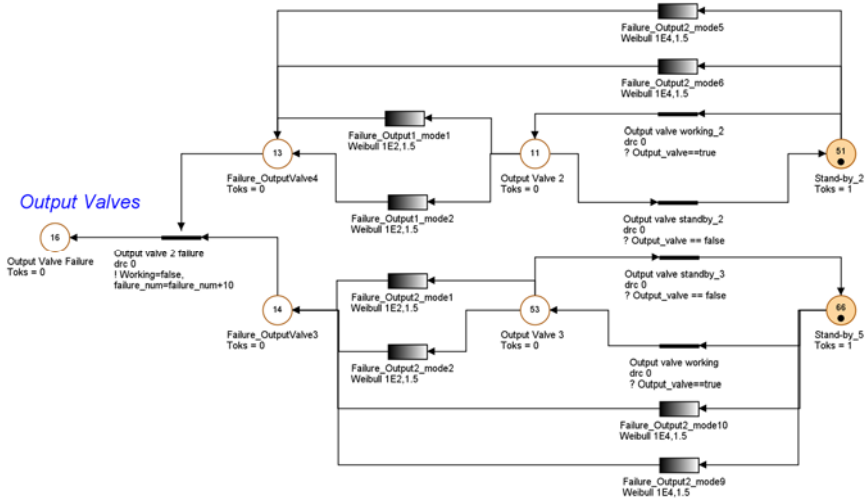 Failure_Output2_mode5
Weibull 1E4,1.5
Failure_Output2_mode6
Weibull 1E4,1.5
Failure_Output1_mode1
Weibull 1E2,1.5
Output valve working_2
drc 0
? Output_valve==true
13
Failure_OutputValve4
Toks = 0
11
Output Valve 2
Toks = 0
51
Stand-by_2
Toks = 1
Failure_Output1_mode2
Weibull 1E2,1.5
Output valve standby_2
drc 0
? Output_valve == false
Output Valves
16
Output Valve Failure
Toks = 0
Output valve 2 failure
drc 0
! Working=false,
failure_num=failure_num+10
Failure_Output2_mode1
Weibull 1E2,1.5
Output valve standby_3
drc 0
? Output_valve == false
14
Failure_OutputValve3
Toks = 0
53
Output Valve 3
Toks = 0
66
Stand-by_5
Toks = 1
Failure_Output2_mode2
Weibull 1E2,1.5
Output valve working
drc 0
? Output_valve==true
Failure_Output2_mode10
Weibull 1E4,1.5
Failure_Output2_mode9
Weibull 1E4,1.5